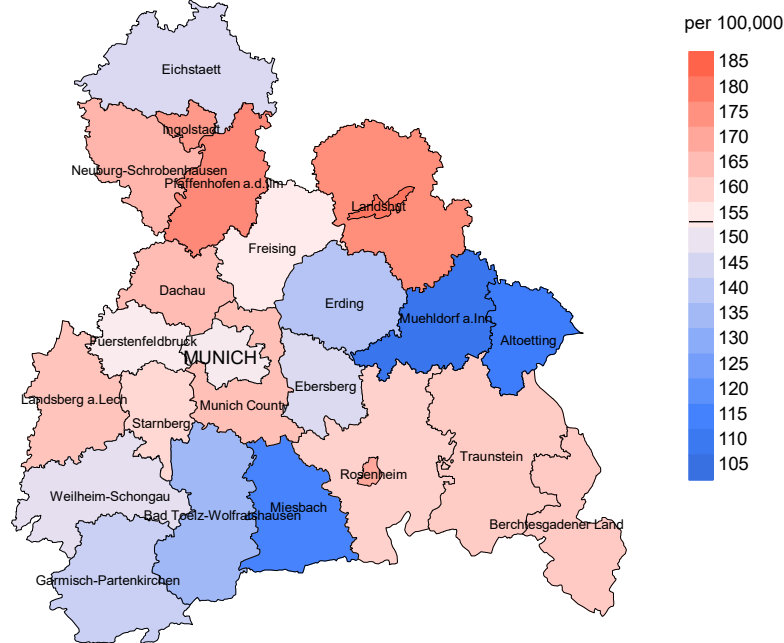 per 100,000
185
180
175
170
165
160
155
150
145
140
135
130
125
120
115
110
105
Eichstaett
Ingolstadt
Neuburg-Schrobenhausen
Pfaffenhofen a.d.Ilm
Landshut
Freising
Dachau
Erding
Muehldorf a.Inn
Altoetting
Fuerstenfeldbruck
MUNICH
Ebersberg
Landsberg a.Lech
Munich County
Starnberg
Traunstein
Rosenheim
Weilheim-Schongau
Miesbach
Bad Toelz-Wolfratshausen
Berchtesgadener Land
Garmisch-Partenkirchen